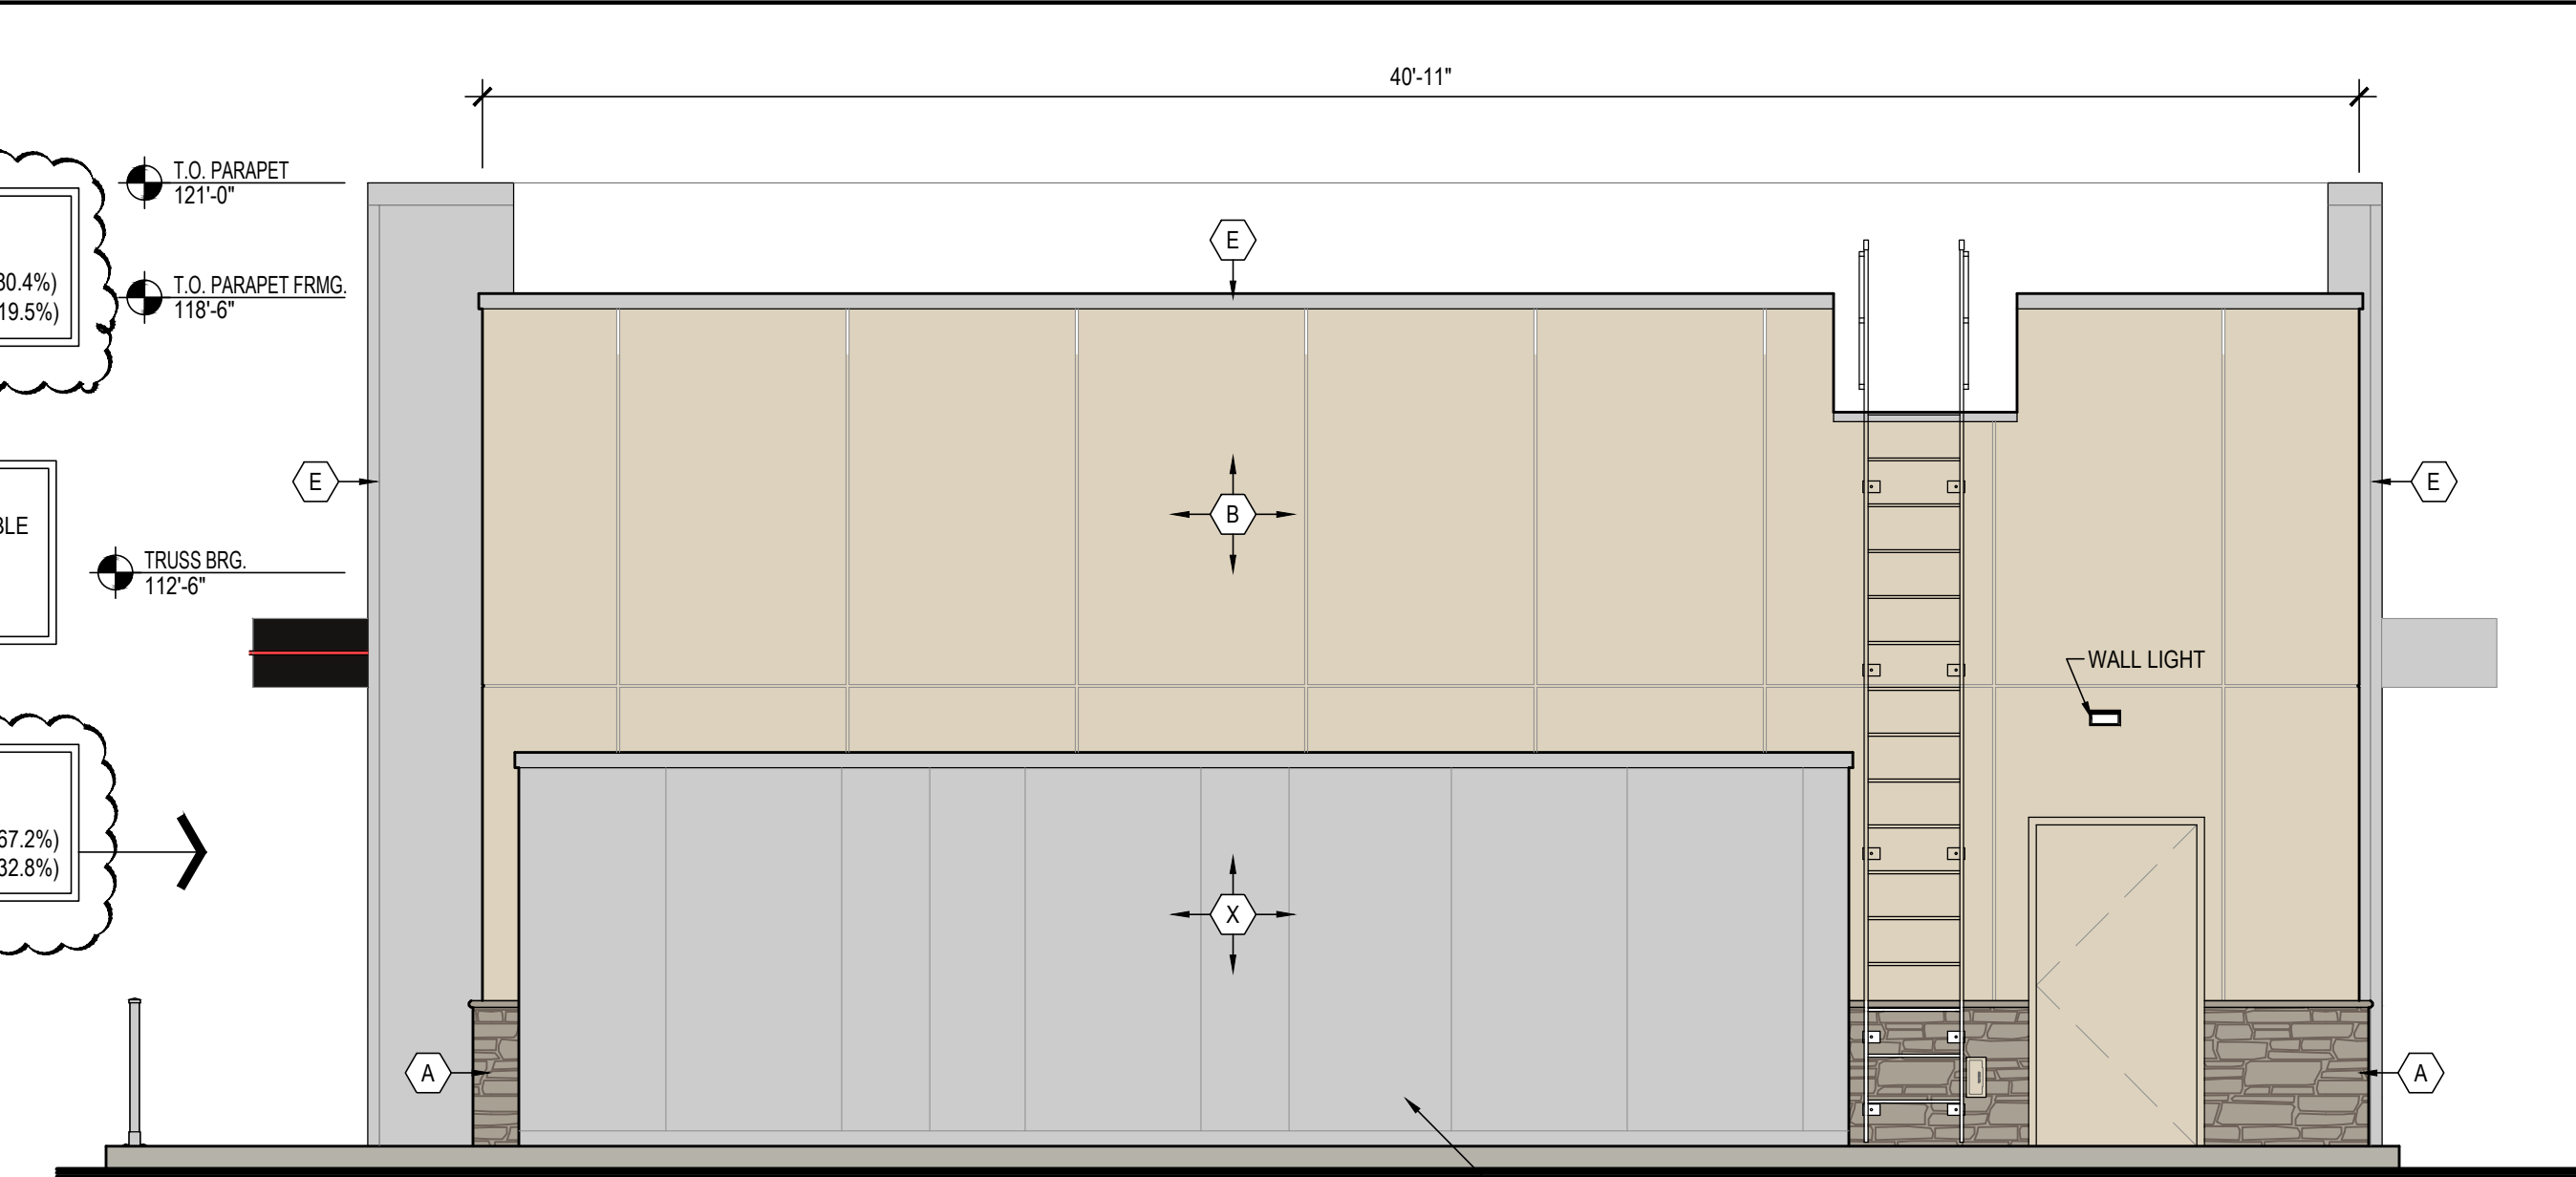 40'-11"
T.O. PARAPET
121'-0"
E
30.4%)
19.5%)
T.O. PARAPET FRMG.
118'-6"
E
E
B
BLE
TRUSS BRG.
112'-6"
WALL LIGHT
67.2%)
32.8%)
X
A
A